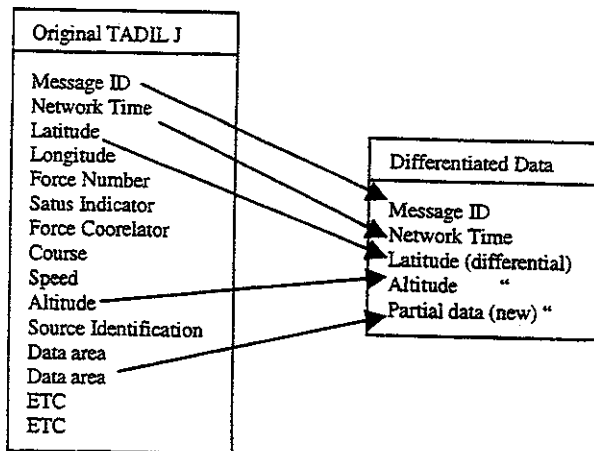 Original TADIL J
Message ID
Network Time
Latitude
Longitude
Force Number
Satus Indicator
Force Coorelator
Course
Speed
Altitude
Source Identification
Data area
Data area
ETC
ETC
Differentiated Data
Message ID
Network Time
Latitude (differential)
Altitude “
Partial data (new) “